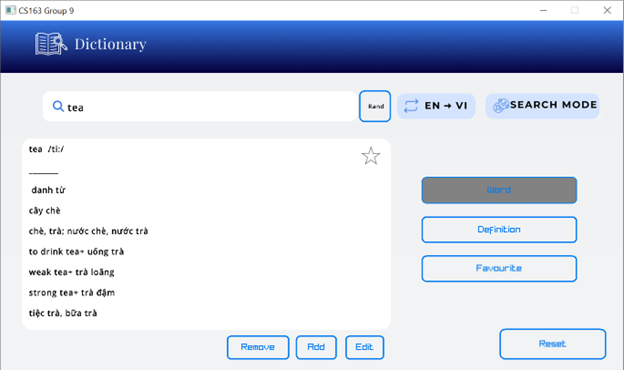 CS163 Group 9
Dictionary
tea
Rand
EN → VI
SEARCH MODE
tea /ti:/
danh từ
cây chè
chè, trà; nước chè, nước trà
to drink tea+ uống trà
weak tea+ trà loãng
strong tea+ trà đậm
tiệc trà, bữa trà
Word
Definition
Favourite
Remove
Add
Edit
Reset